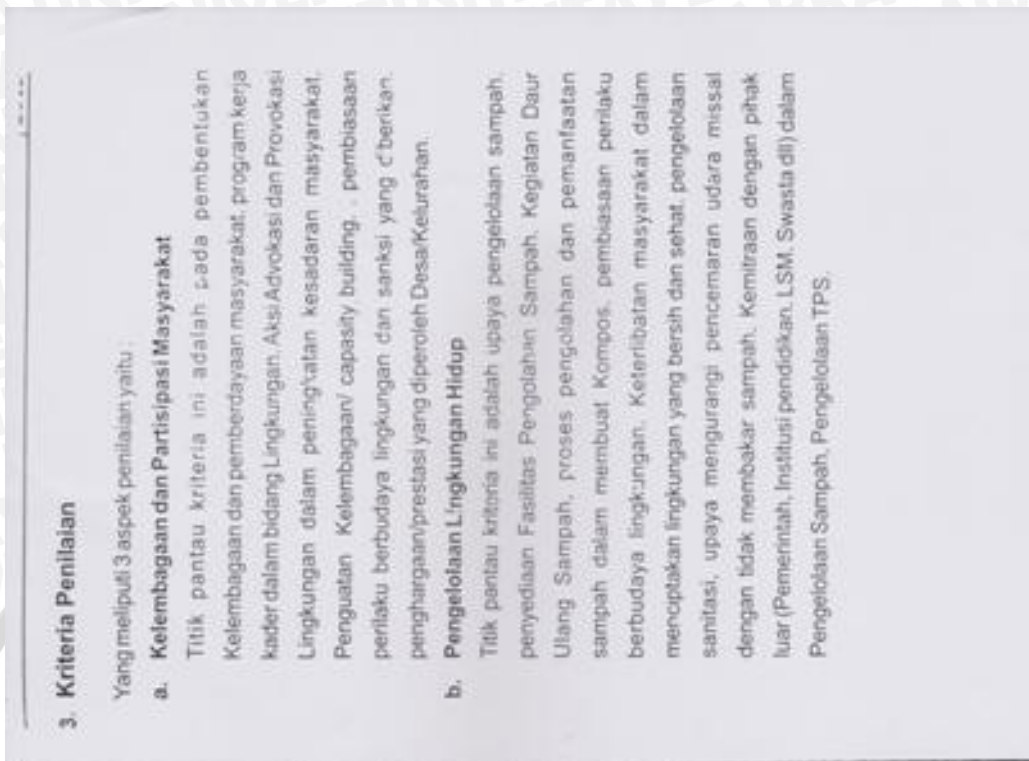 3. Kriteria Penilaian
Yang meliputi 3 aspek penilaian yaitu :
a. Kelembagaan dan Partisipasi Masyarakat
Titik pantau kriteria ini adalah pada pembentukan
Kelembagaan dan pemberdayaan masyarakat, program kerja
kader dalam bidang Lingkungan, Aksi Advokasi dan Provokasi
Lingkungan dalam peningkatan kesadaran masyarakat,
Penguatan Kelembagaan/ capasity building, , pembiasaan
perilaku berbudaya lingkungan dan sanksi yang diberikan,
penghargaan/prestasi yang diperoleh Desa/Kelurahan.
b. Pengelolaan Lingkungan Hidup
Titik pantau kritoria ini adalah upaya pengelolaan sampah,
penyediaan Fasilitas Pengolahan Sampah, Kegiatan Daur
Ulang Sampah, proses pengolahan dan pemanfaatan
sampah dalam membuat Kompos, pembiasaan perilaku
berbudaya lingkungan, Keterlibatan masyarakat dalam
menciptakan lingkungan yang bersih dan sehat, pengelolaan
sanitasi, upaya mengurangi pencemaran udara missal
dengan tidak membakar sampah, Kemitraan dengan pihak
luar (Pemerintah, Institusi pendidikan, LSM, Swasta dll) dalam
Pengelolaan Sampah, Pengelolaan TPS.